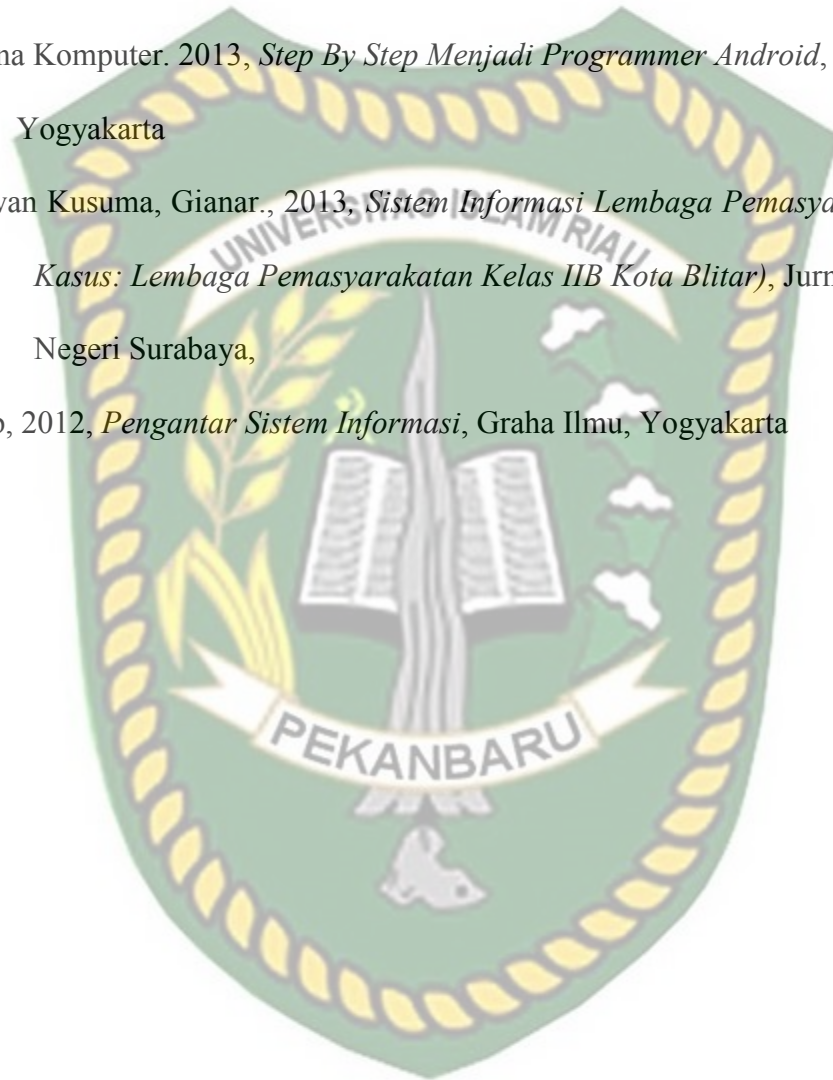 na Komputer. 2013, Step By Step Menjadi Programmer Android,
Yogyakarta
van Kusuma, Gianar., 2013, Sistem Informasi Lembaga Pemasya
UNIVERSITAS ISLAM RIAU
Kasus: Lembaga Pemasyarakatan Kelas IIB Kota Blitar), Jurn
Negeri Surabaya,
, 2012, Pengantar Sistem Informasi, Graha Ilmu, Yogyakarta
PEKANBARU